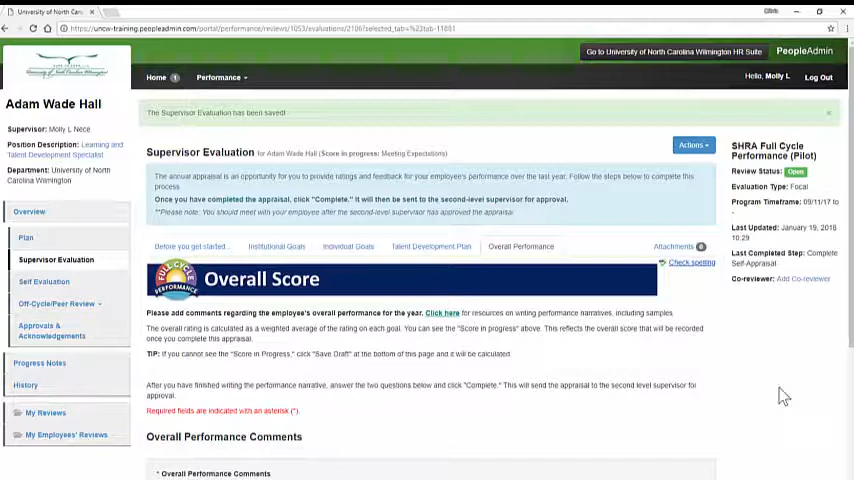 University of North Car
Chris
https://uncw-training.peopleadmin.com/portal/performance/reviews/1053/evaluations/2106?selected_tab=%23tab-11881
Go to University of North Carolina Wilmington HR Suite
PeopleAdmin
University of North Carolina Wilmington
Home 1
Performance
Hello, Molly L
Log Out
Adam Wade Hall
Supervisor: Molly L Nece
Position Description: Learning and
Talent Development Specialist
Department: University of North
Carolina Wilmington
Overview
Plan
Supervisor Evaluation
Self Evaluation
Off-Cycle/Peer Review
Approvals &
Acknowledgements
Progress Notes
History
My Reviews
My Employees' Reviews
The Supervisor Evaluation has been saved!
×
Supervisor Evaluation for Adam Wade Hall (Score in progress: Meeting Expectations)
Actions
The annual appraisal is an opportunity for you to provide ratings and feedback for your employee's performance over the last year. Follow the steps below to complete this
process.
Once you have completed the appraisal, click "Complete." It will then be sent to the second-level supervisor for approval.
**Please note: You should meet with your employee after the second-level supervisor has approved the appraisal
Before you get started...
Institutional Goals
Individual Goals
Talent Development Plan
Overall Performance
Attachments 0
Check spelling
FULL CYCLE
PERFORMANCE
Overall Score
Please add comments regarding the employee's overall performance for the year. Click here for resources on writing performance narratives, including samples.
The overall rating is calculated as a weighted average of the rating on each goal. You can see the "Score in progress" above. This reflects the overall score that will be recorded
once you complete this appraisal.
TIP: If you cannot see the "Score in Progress," click "Save Draft" at the bottom of this page and it will be calculated.
After you have finished writing the performance narrative, answer the two questions below and click "Complete." This will send the appraisal to the second level supervisor for
approval.
Required fields are indicated with an asterisk (*).
Overall Performance Comments
* Overall Performance Comments
SHRA Full Cycle
Performance (Pilot)
Review Status: Open
Evaluation Type: Focal
Program Timeframe: 09/11/17 to
-
Last Updated: January 19, 2018
10:29
Last Completed Step: Complete
Self-Appraisal
Co-reviewer: Add Co-reviewer